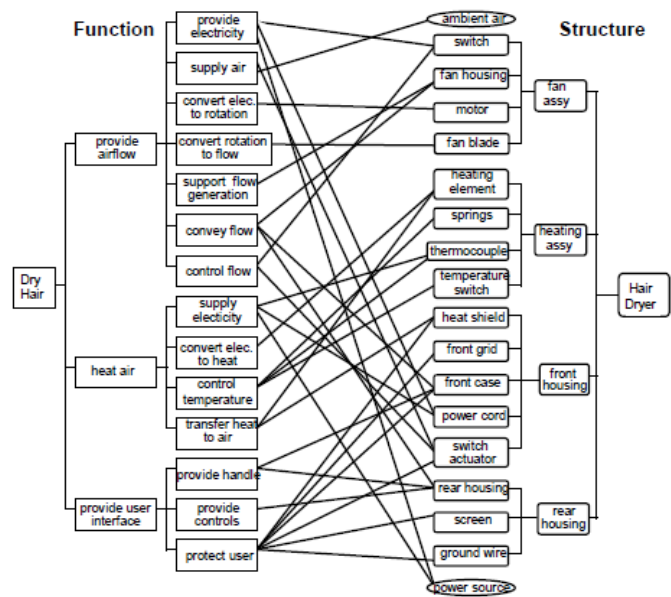 Function
Structure
Dry
Hair
provide
airflow
heat air
provide user
interface
provide
electricity
supply air
convert elec.
to rotation
convert rotation
to flow
support flow
generation
convey flow
control flow
supply
electicity
convert elec.
to heat
control
temperature
transfer heat
to air
provide handle
provide
controls
protect user
ambient air
switch
fan housing
motor
fan blade
heating
element
springs
thermocouple
temperature
switch
heat shield
front grid
front case
power cord
switch
actuator
rear housing
screen
ground wire
power source
fan
assy
heating
assy
front
housing
rear
housing
Hair
Dryer